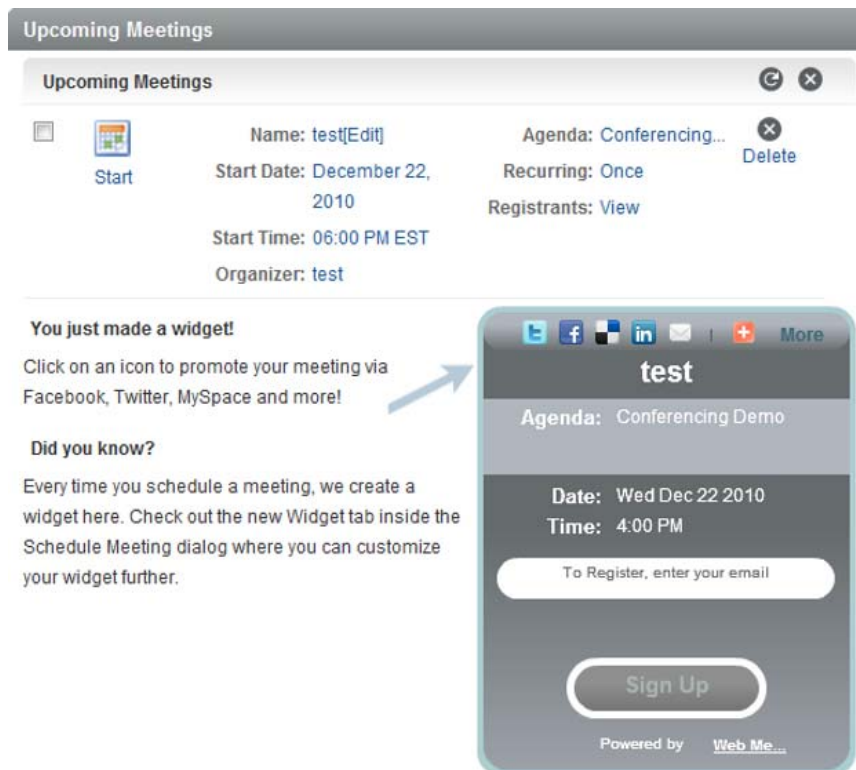 Upcoming Meetings
Upcoming Meetings
Start
Name: test[Edit]
Start Date: December 22,
2010
Start Time: 06:00 PM EST
Organizer: test
Agenda: Conferencing...
Recurring: Once
Registrants: View
Delete
You just made a widget!
Click on an icon to promote your meeting via
Facebook, Twitter, MySpace and more!
Did you know?
Every time you schedule a meeting, we create a
widget here. Check out the new Widget tab inside the
Schedule Meeting dialog where you can customize
your widget further.
More
test
Agenda: Conferencing Demo
Date: Wed Dec 22 2010
Time: 4:00 PM
To Register, enter your email
Sign Up
Powered by Web Me...